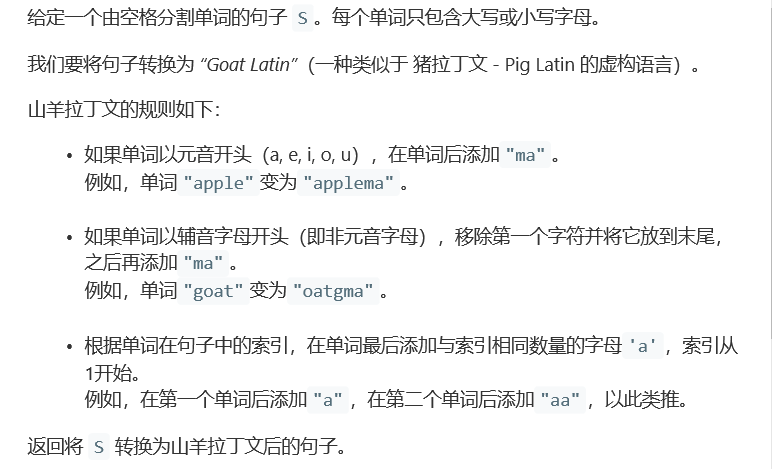 给定一个由空格分割单词的句子 S 。每个单词只包含大写或小写字母。
我们要将句子转换为 “Goat Latin”（一种类似于 猪拉丁文 - Pig Latin 的虚构语言）。
山羊拉丁文的规则如下：
• 如果单词以元音开头（a, e, i, o, u），在单词后添加 "ma" 。
例如，单词 "apple" 变为 "applema" 。
• 如果单词以辅音字母开头（即非元音字母），移除第一个字符并将它放到末尾，
之后再添加 "ma" 。
例如，单词 "goat" 变为 "oatgma" 。
• 根据单词在句子中的索引，在单词最后添加与索引相同数量的字母 'a' ，索引从
1开始。
例如，在第一个单词后添加 "a" ，在第二个单词后添加 "aa" ，以此类推。
返回将 S 转换为山羊拉丁文后的句子。